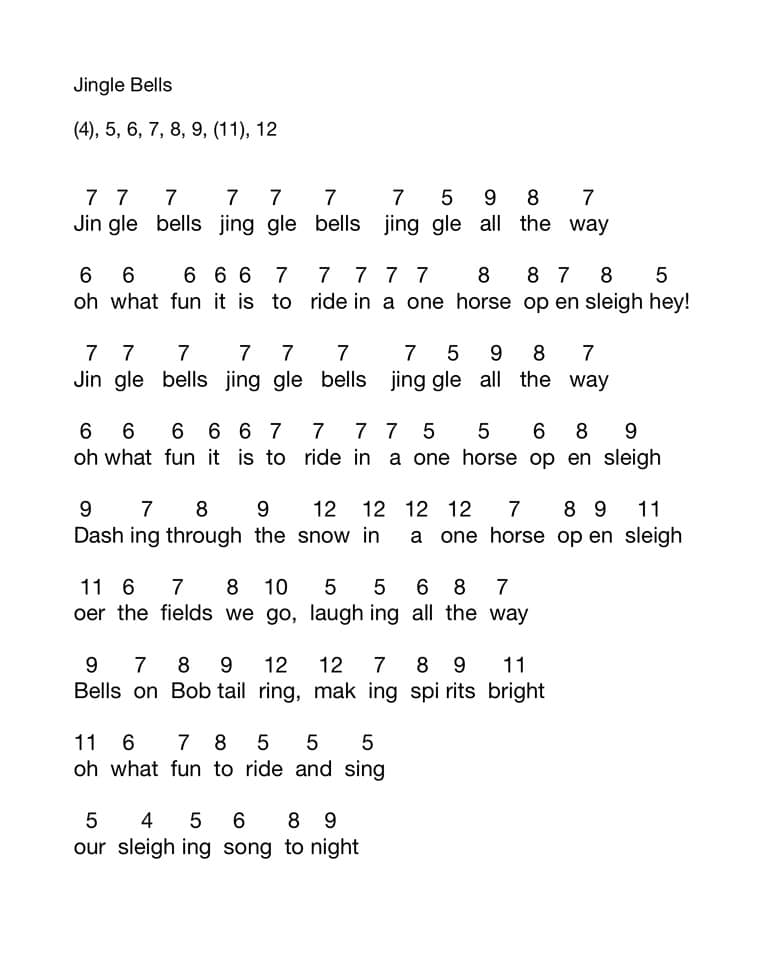 Jingle Bells
(4), 5, 6, 7, 8, 9, (11), 12
7 7 7 7 7 7 7 5 9 8 7
Jin gle bells jing gle bells jing gle all the way
6 6 6 6 6 7 7 7 7 7 8 8 7 8 5
oh what fun it is to ride in a one horse op en sleigh hey!
7 7 7 7 7 7 7 5 9 8 7
Jin gle bells jing gle bells jing gle all the way
6 6 6 6 6 7 7 7 7 5 5 6 8 9
oh what fun it is to ride in a one horse op en sleigh
9 7 8 9 12 12 12 12 7 8 9 11
Dash ing through the snow in a one horse op en sleigh
11 6 7 8 10 5 5 6 8 7
oer the fields we go, laugh ing all the way
9 7 8 9 12 12 7 8 9 11
Bells on Bob tail ring, mak ing spi rits bright
11 6 7 8 5 5 5
oh what fun to ride and sing
5 4 5 6 8 9
our sleigh ing song to night